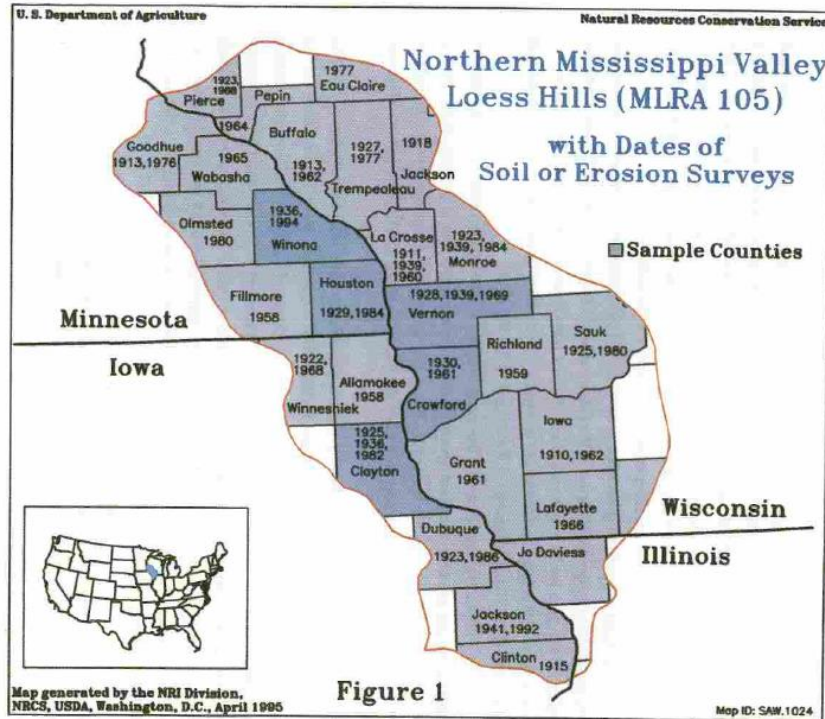 U. S. Department of Agriculture
Natural Resources Conservation Service
Northern Mississippi Valley
Loess Hills (MLRA 105)
with Dates of
Soil or Erosion Surveys
Sample Counties
1923,
1968
Pierce
Pepin
1977
Eau Claire
1964
Goodhue
1913,1976
1965
Wabasha
Buffalo
1913,
1962
1927,
1977
Trempealeau
1918
Jackson
Olmsted
1980
1936,
1994
Winona
La Crosse
1911,
1939,
1960
1923,
1939, 1984
Monroe
Fillmore
1958
Houston
1929,1984
1928,1939,1969
Vernon
Minnesota
Iowa
Richland
1959
Sauk
1925,1980
1922,
1968
Winneshiek
Allamakee
1958
1930,
1961
Crawford
1925,
1936,
1982
Clayton
Iowa
1910,1962
Grant
1961
Lafayette
1966
Wisconsin
Illinois
Dubuque
1923,1986
Jo Daviess
Jackson
1941,1992
Clinton
1915
Figure 1
Map generated by the NRI Division,
NRCS, USDA, Washington, D.C., April 1995
Map ID: SAW.1024